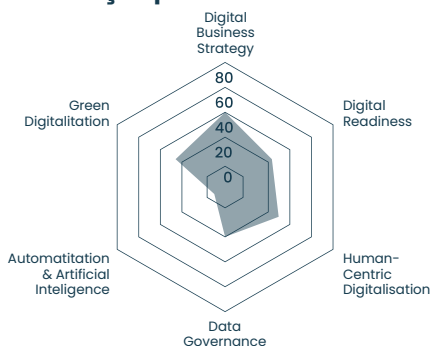 Digital
Business
Strategy
80
60
40
20
0
Digital
Readiness
Human-
Centric
Digitalisation
Data
Governance
Automatitation
& Artificial
Inteligence
Green
Digitalitation